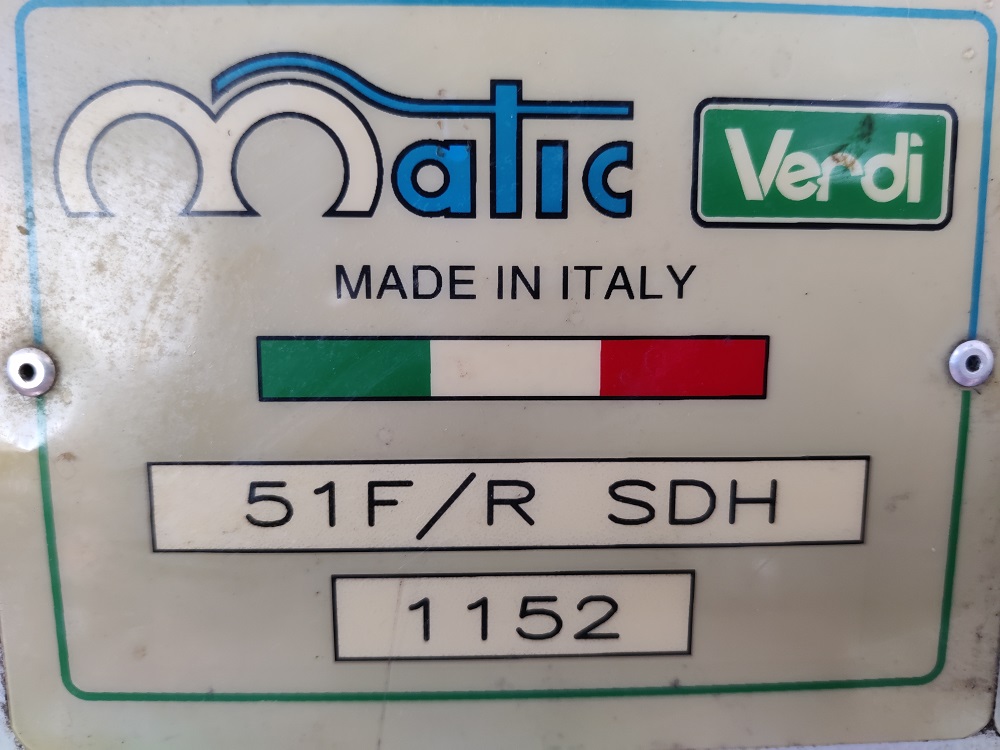 matic Verdi
MADE IN ITALY
51F/R SDH
1152